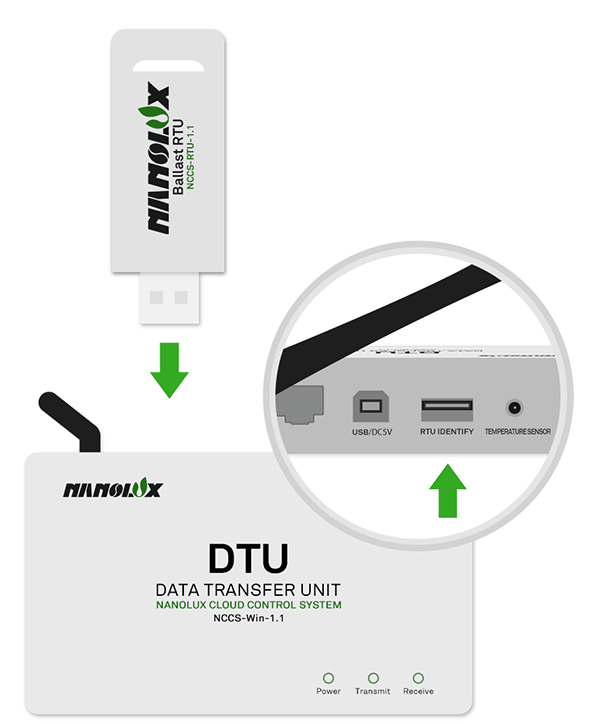 NANOLUX
Ballast RTU
NCCS-RTU-1.1
USB/DC5V
RTU IDENTIFY
TEMPERATURE SENSOR
NANOLUX
DTU
DATA TRANSFER UNIT
NANOLUX CLOUD CONTROL SYSTEM
NCCS-Win-1.1
Power
Transmit
Receive